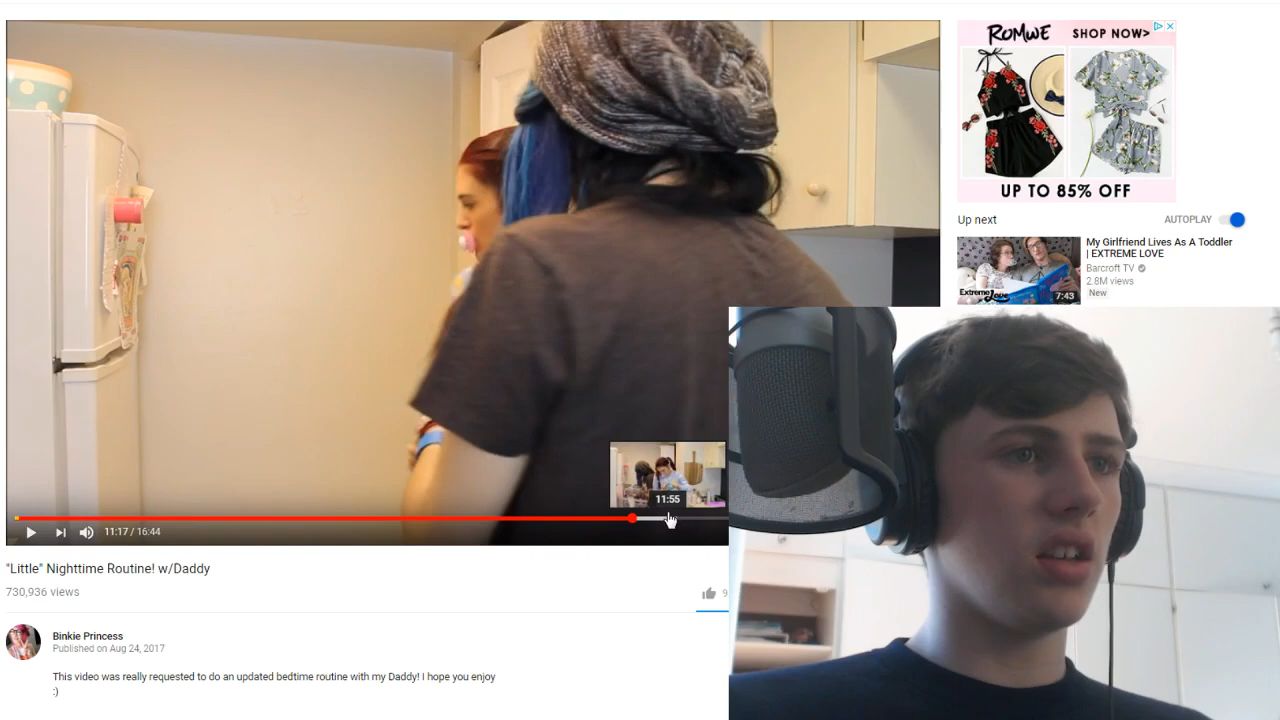 ROMWE SHOP NOW>
UP TO 85% OFF
Up next
AUTOPLAY
My Girlfriend Lives As A Toddler
| EXTREME LOVE
Barcroft TV
2.8M views
New
Extreme Love
7:43
11:55
11:17 / 16:44
"Little" Nighttime Routine! w/Daddy
730,936 views
9
Binkie Princess
Published on Aug 24, 2017
This video was really requested to do an updated bedtime routine with my Daddy! I hope you enjoy
:)